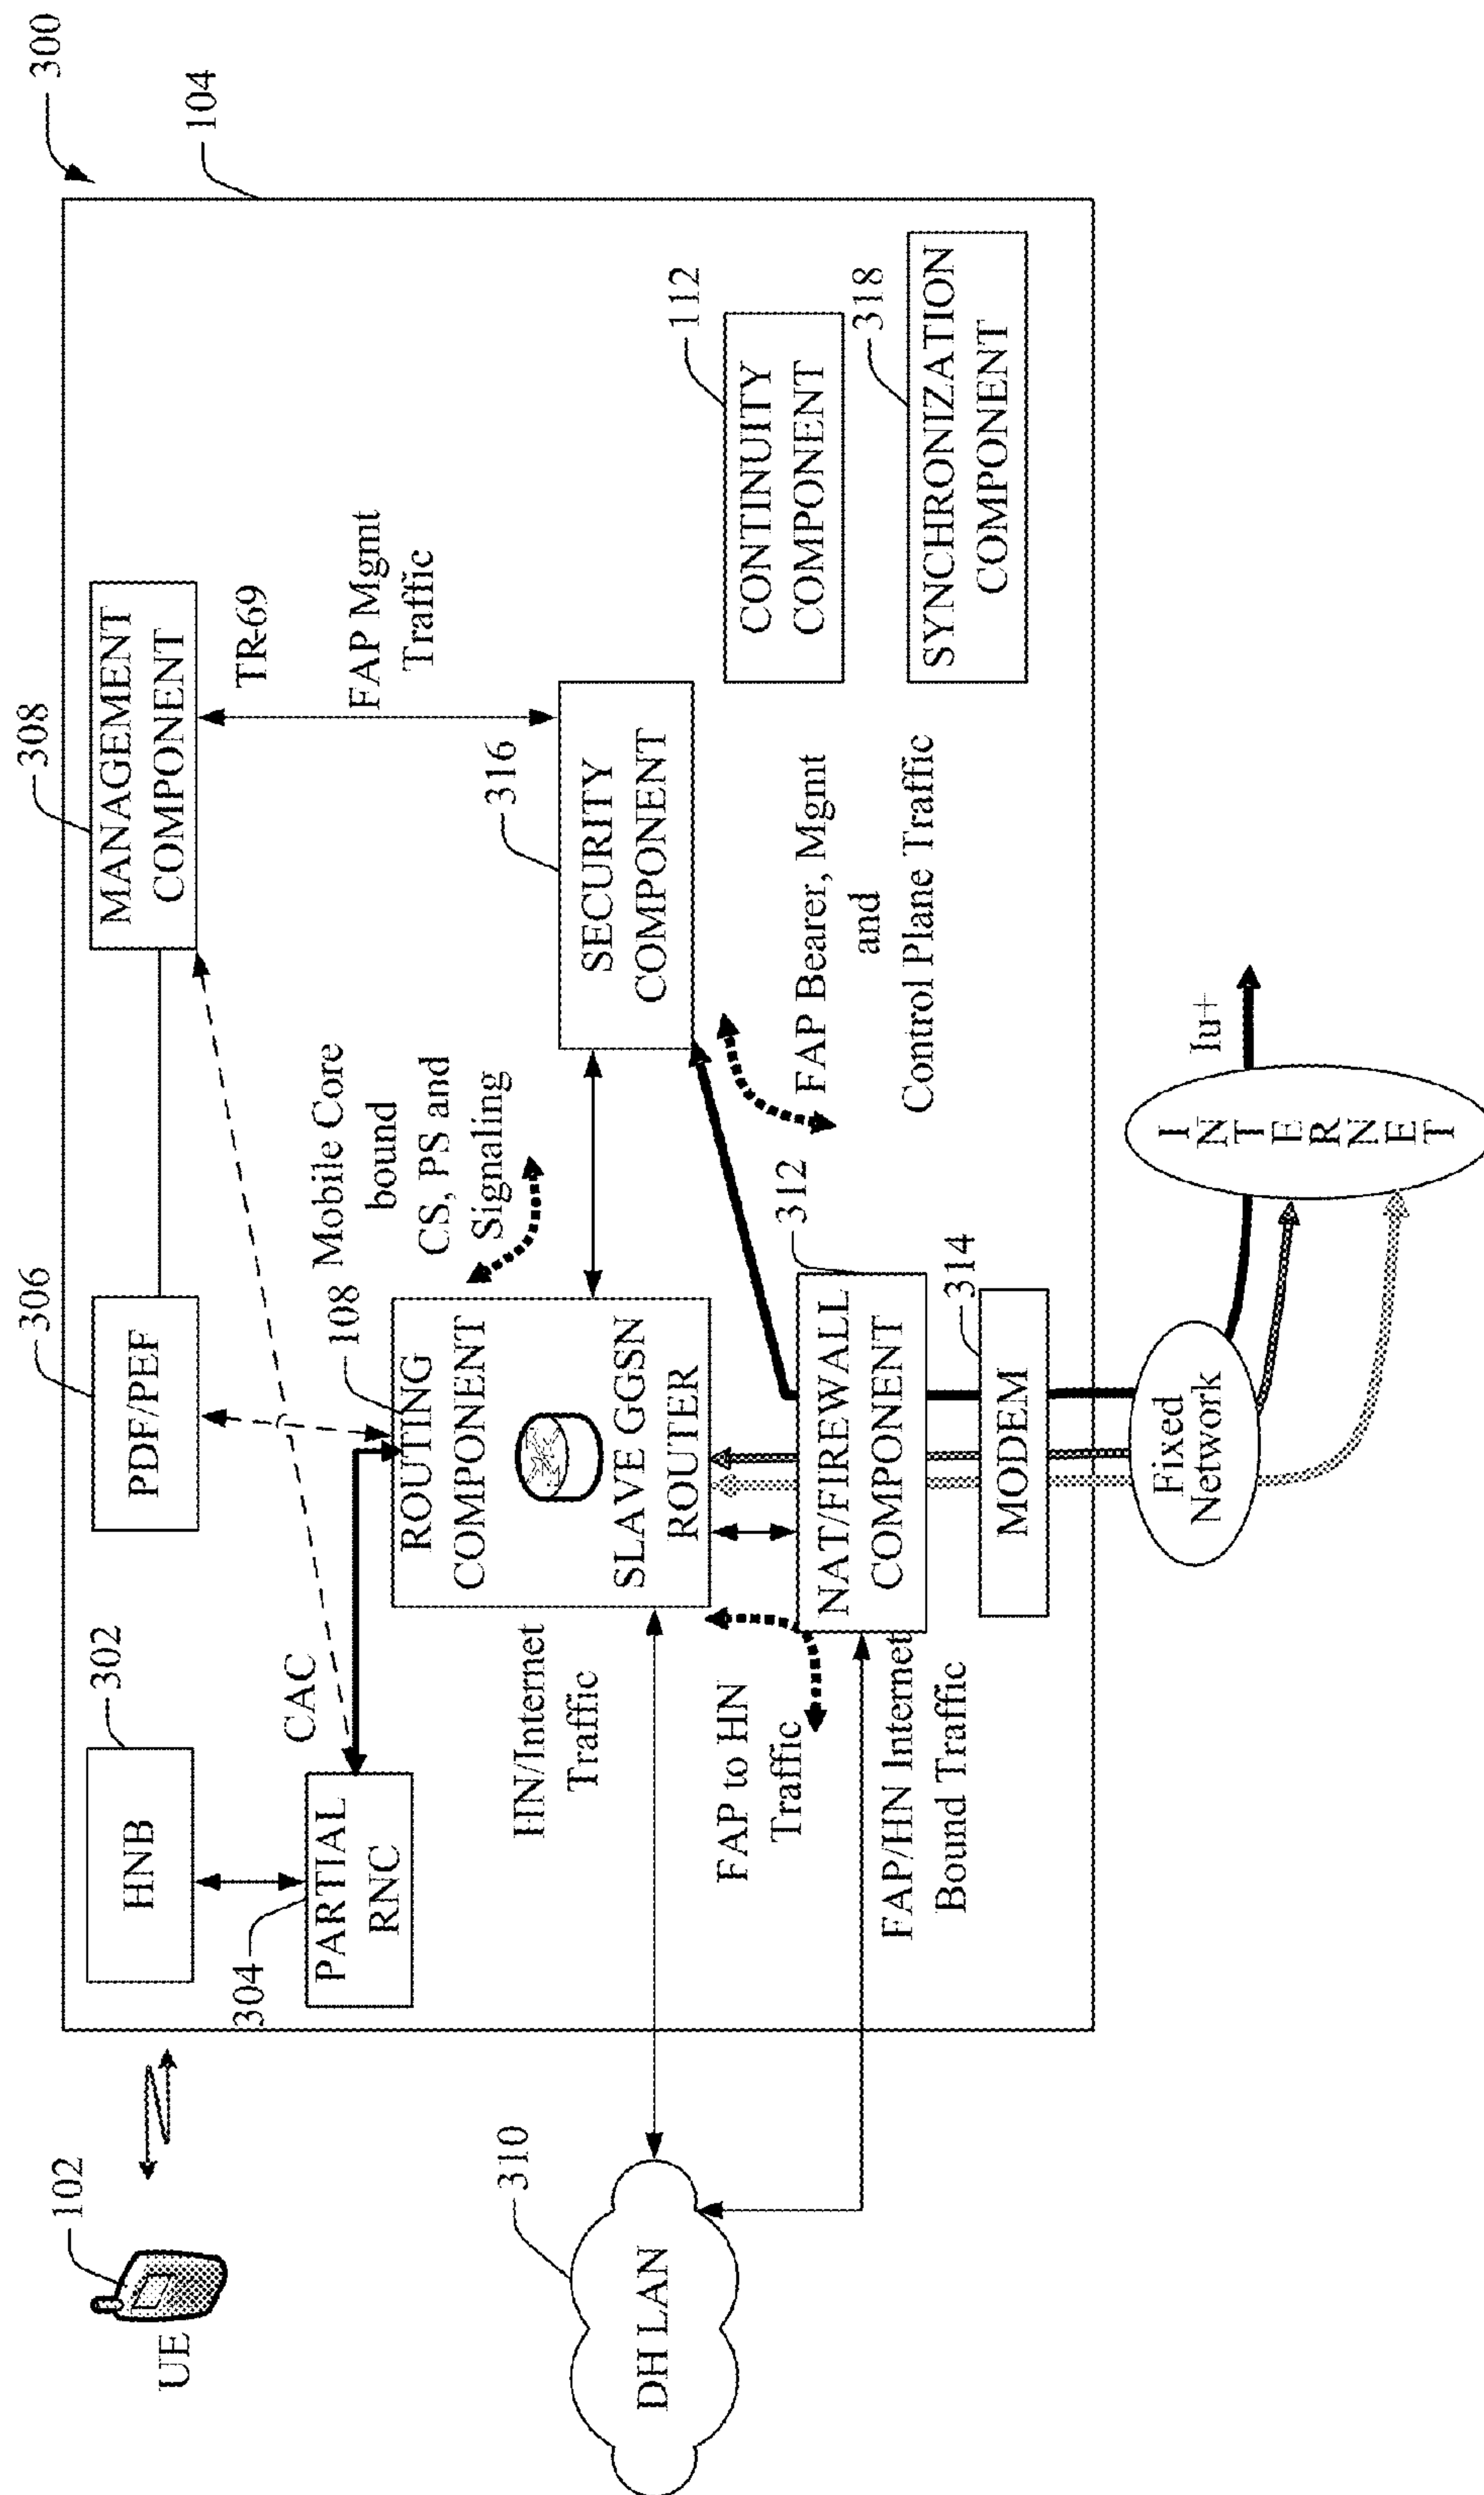 300
104
102
UE
302
HNB
306
PDF/PEF
308
MANAGEMENT
COMPONENT
304
PARTIAL
RNC
CAC
108
ROUTING
COMPONENT
SLAVE GGSN
ROUTER
Mobile Core
bound
CS, PS and
Signaling
TR-69
FAP Mgmt
Traffic
316
SECURITY
COMPONENT
310
DH LAN
HN/Internet
Traffic
FAP to HN
Traffic
FAP/HN Internet
Bound Traffic
312
NAT/FIREWALL
COMPONENT
314
MODEM
FAP Bearer, Mgmt
and
Control Plane Traffic
112
CONTINUITY
COMPONENT
318
SYNCHRONIZATION
COMPONENT
Fixed
Network
INTERNET
Iu+